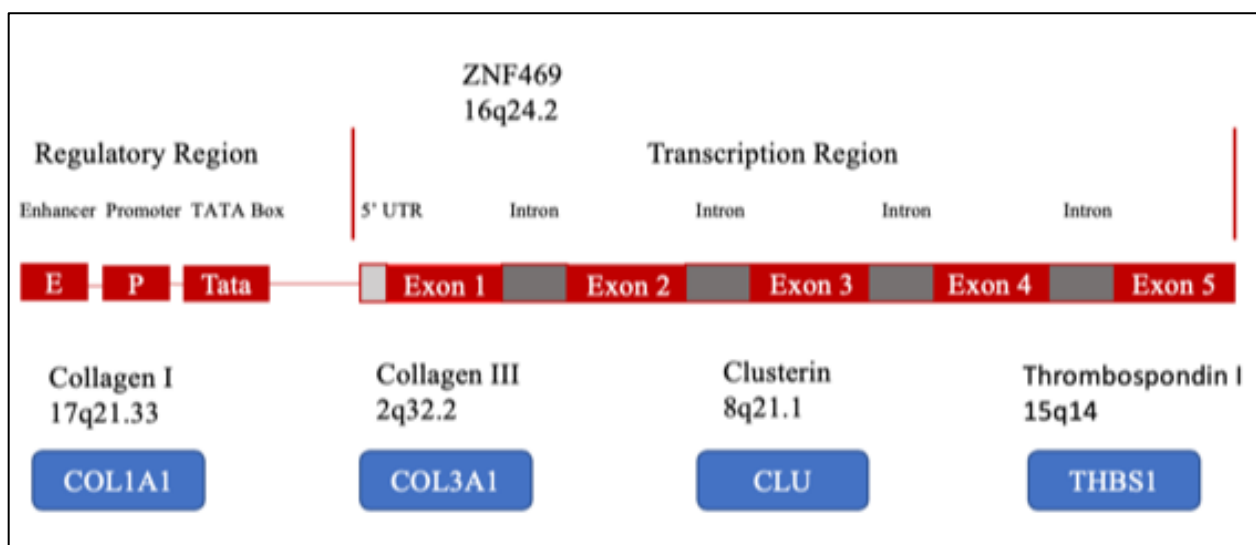 ZNF469
16q24.2
Regulatory Region
Transcription Region
Enhancer Promoter TATA Box
5' UTR Intron Intron Intron Intron
E P Tata Exon 1 Exon 2 Exon 3 Exon 4 Exon 5
Collagen I
17q21.33
Collagen III
2q32.2
Clusterin
8q21.1
Thrombospondin I
15q14
COL1A1 COL3A1 CLU THBS1